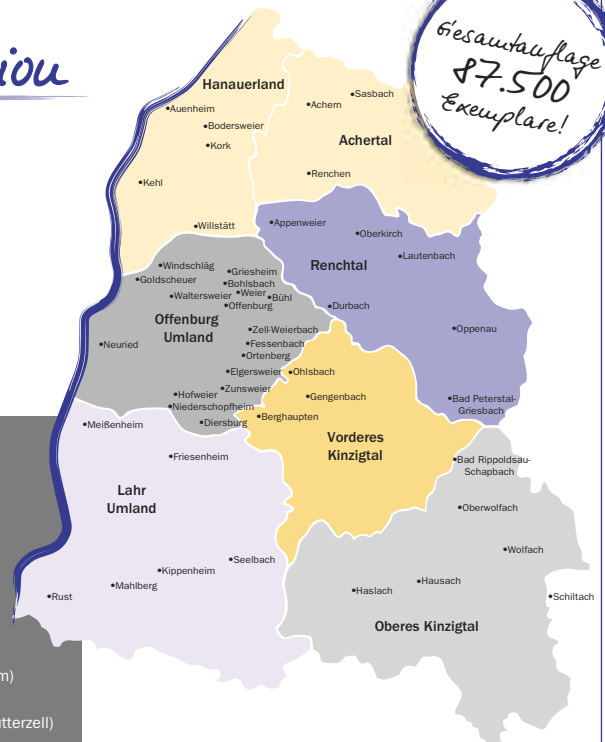 Gesamtauflage
87.500
Exemplare!
Hanauerland
•Auenheim
•Bodersweier
•Kork
•Kehl
•Willstätt
•Sasbach
•Achern
Achertal
•Renchen
•Appenweier
•Oberkirch
•Lautenbach
Renchtal
•Durbach
•Oppenau
•Bad Peterstal-
Griesbach
•Windschläg
•Goldscheuer
•Griesheim
•Bohlsbach
•Waltersweier
•Weier
•Bühl
•Offenburg
Offenburg
Umland
•Neuried
•Zell-Weierbach
•Fessenbach
•Ortenberg
•Elgersweier
•Zunsweier
•Hofweier
•Niederschopfheim
•Diersburg
•Ohlsbach
•Gengenbach
•Berghaupten
Vorderes
Kinzigtal
•Meißenheim
•Friesenheim
Lahr
Umland
•Seelbach
•Kippenheim
•Mahlberg
•Rust
•Bad Rippoldsau-
Schapbach
•Oberwolfach
•Wolfach
•Hausach
•Haslach
•Schiltach
Oberes Kinzigtal